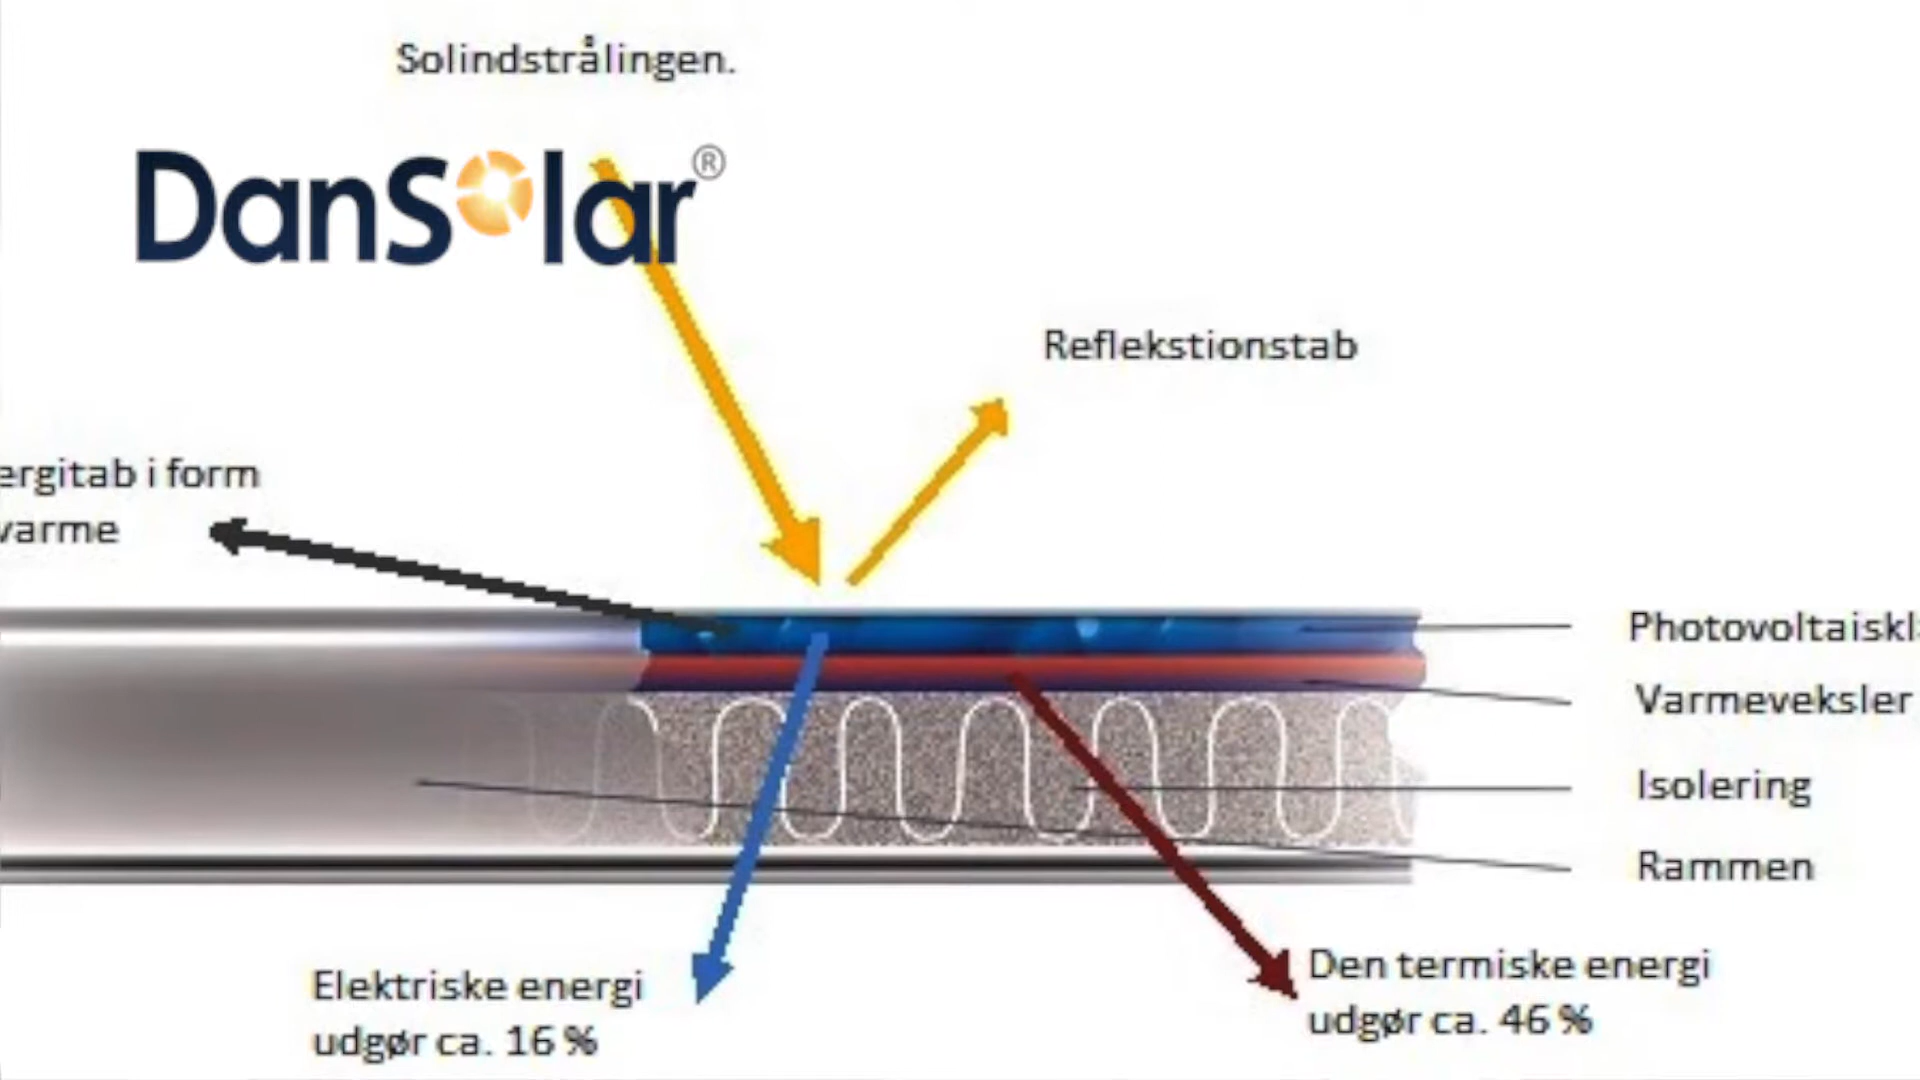 Solindstrålingen.
DanSolar®
Reflekstionstab
ergitab i form
varme
Photovoltaiskl
Varmeveksler
Isolering
Rammen
Elektriske energi
udgør ca. 16 %
Den termiske energi
udgør ca. 46 %